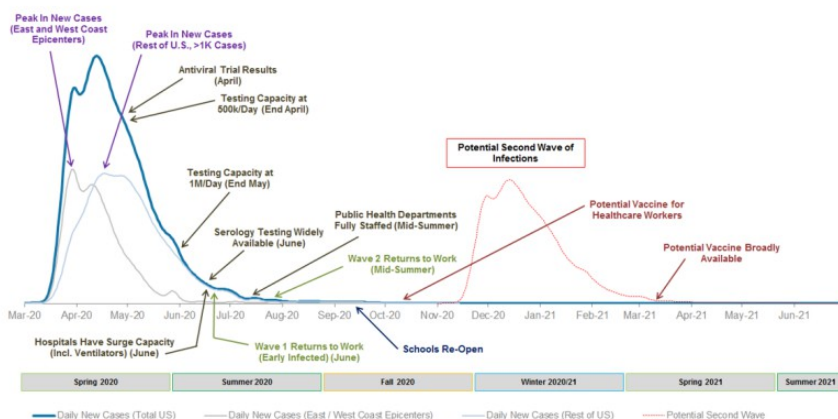 Peak In New Cases
(East and West Coast
Epicenters)
Peak in New Cases
(Rest of U.S., >1K Cases)
Antiviral Trial Results
(April)
Testing Capacity at
500k/Day (End April)
Potential Second Wave of
Infections
Testing Capacity at
1M/Day (End May)
Serology Testing Widely
Available (June)
Public Health Departments
Fully Staffed (Mid-Summer)
Wave 2 Returns to Work
(Mid-Summer)
Potential Vaccine for
Healthcare Workers
Potential Vaccine Broadly
Available
Mar-20 Apr-20 May-20 Jun-20 Jul-20 Aug-20 Sep-20 Oct-20 Nov-20 Dec-20 Jan-21 Feb-21 Mar-21 Apr-21 May-21 Jun-21
Hospitals Have Surge Capacity
(Incl. Ventilators) (June)
Wave 1 Returns to Work
(Early Infected) (June)
Schools Re-Open
Spring 2020 Summer 2020 Fall 2020 Winter 2020/21 Spring 2021 Summer 2021
Daily New Cases (Total US) Daily New Cases (East / West Coast Epicenters) Daily New Cases (Rest of US) Potential Second Wave